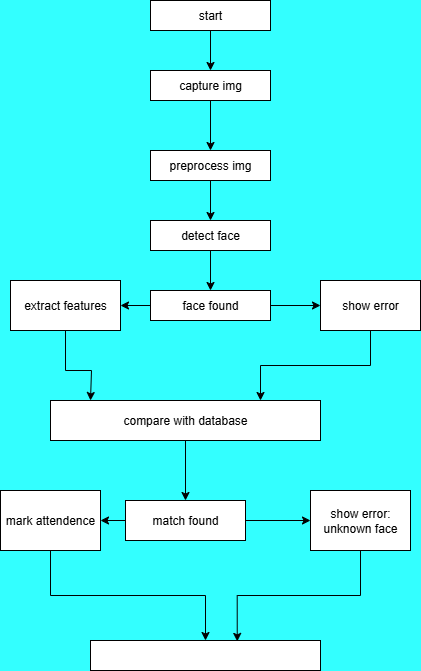 start
capture img
preprocess img
detect face
extract features
face found
show error
compare with database
mark attendence
match found
show error:
unknown face